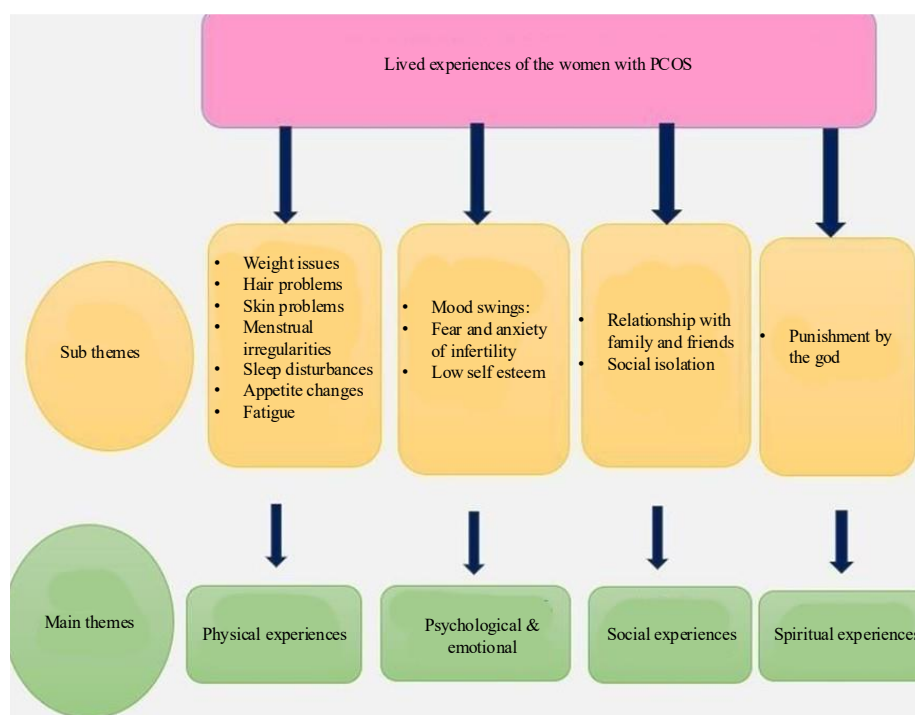 Lived experiences of the women with PCOS
Sub themes
• Weight issues
• Hair problems
• Skin problems
• Menstrual
irregularities
• Sleep disturbances
• Appetite changes
• Fatigue
• Mood swings:
• Fear and anxiety
of infertility
• Low self esteem
• Relationship with
family and friends
• Social isolation
• Punishment by
the god
Main themes
Physical experiences
Psychological &
emotional
Social experiences
Spiritual experiences